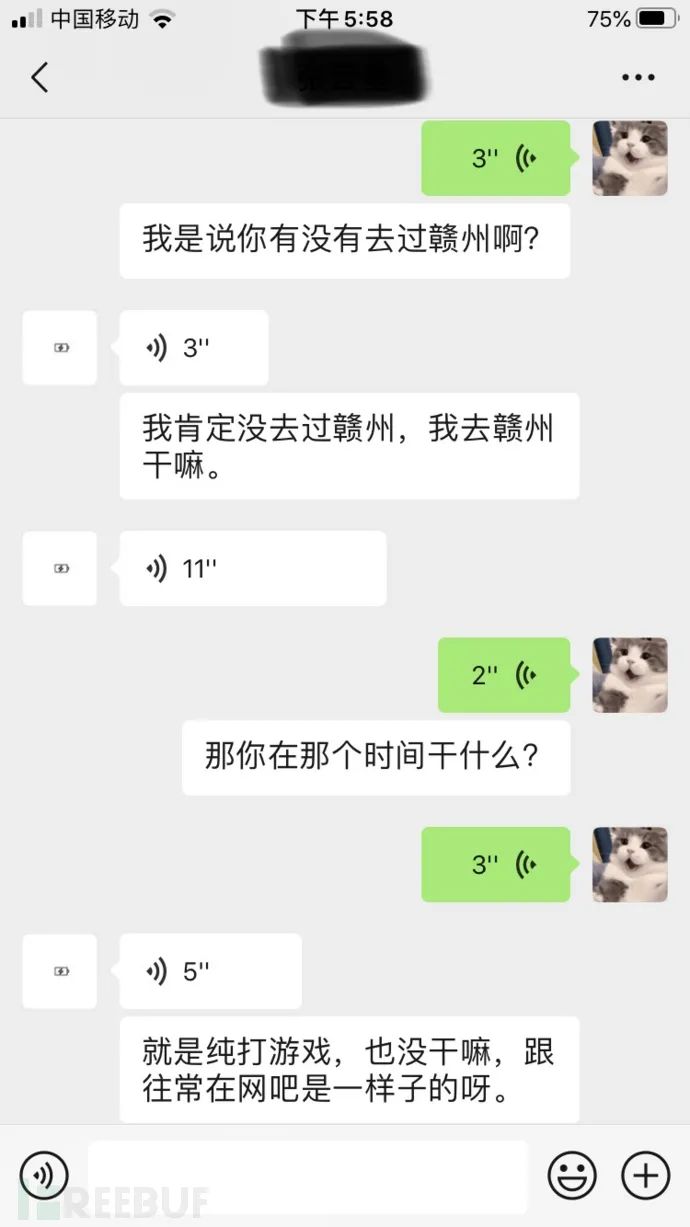 中国移动 下午5:58 75%
3''
我是说你有没有去过赣州啊?
3''
我肯定没去过赣州，我去赣州
干嘛。
11''
2''
那你在那个时间干什么?
3''
5''
就是纯打游戏，也没干嘛，跟
往常在网吧是一样子的呀。
REEBUF